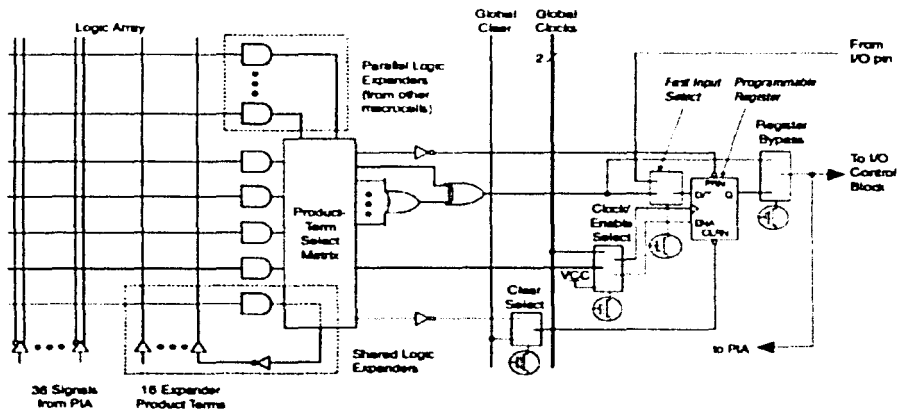 Logic Array
Global
Clear
Global
Clocks
2
From
I/O pin
Parallel Logic
Expanders
(from other
macrocells)
Fast Input
Select
Programmable
Register
Register
Bypass
To I/O
Control
Block
Product-
Term
Select
Matrix
PRN
D/T Q
ENA
CLRN
Clock/
Enable
Select
VCC
Clear
Select
Shared Logic
Expanders
to PIA
36 Signals
from PIA
16 Expander
Product Terms